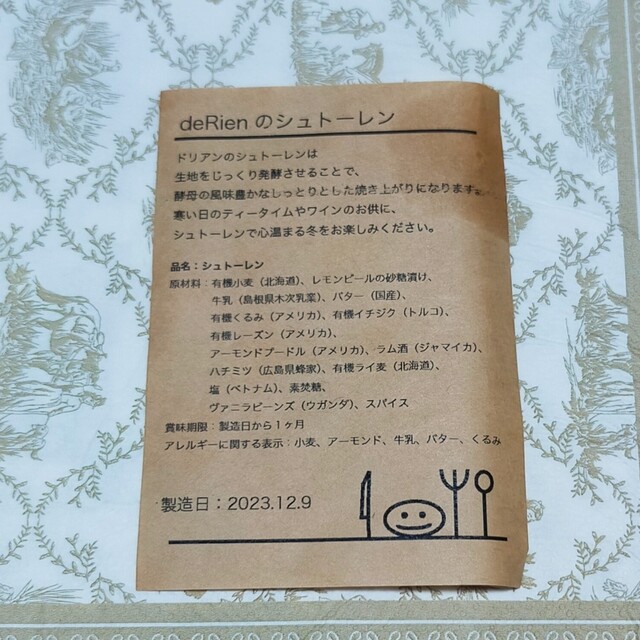 deRien のシュトーレン
ドリアンのシュトーレンは
生地をじっくり発酵させることで、
酵母の風味豊かなしっとりとした焼き上がりになります。
寒い日のティータイムやワインのお供に、
シュトーレンで心温まる冬をお楽しみください。
品名：シュトーレン
原材料：有機小麦（北海道）、レモンピールの砂糖漬け、
牛乳（島根県木次乳業）、バター（国産）、
有機くるみ（アメリカ）、有機イチジク（トルコ）、
有機レーズン（アメリカ）、
アーモンドプードル（アメリカ）、ラム酒（ジャマイカ）、
ハチミツ（広島県蜂家）、有機ライ麦（北海道）、
塩（ベトナム）、素焚糖、
ヴァニラビーンズ（ウガンダ）、スパイス
賞味期限：製造日から1ヶ月
アレルギーに関する表示：小麦、アーモンド、牛乳、バター、くるみ
製造日：2023.12.9